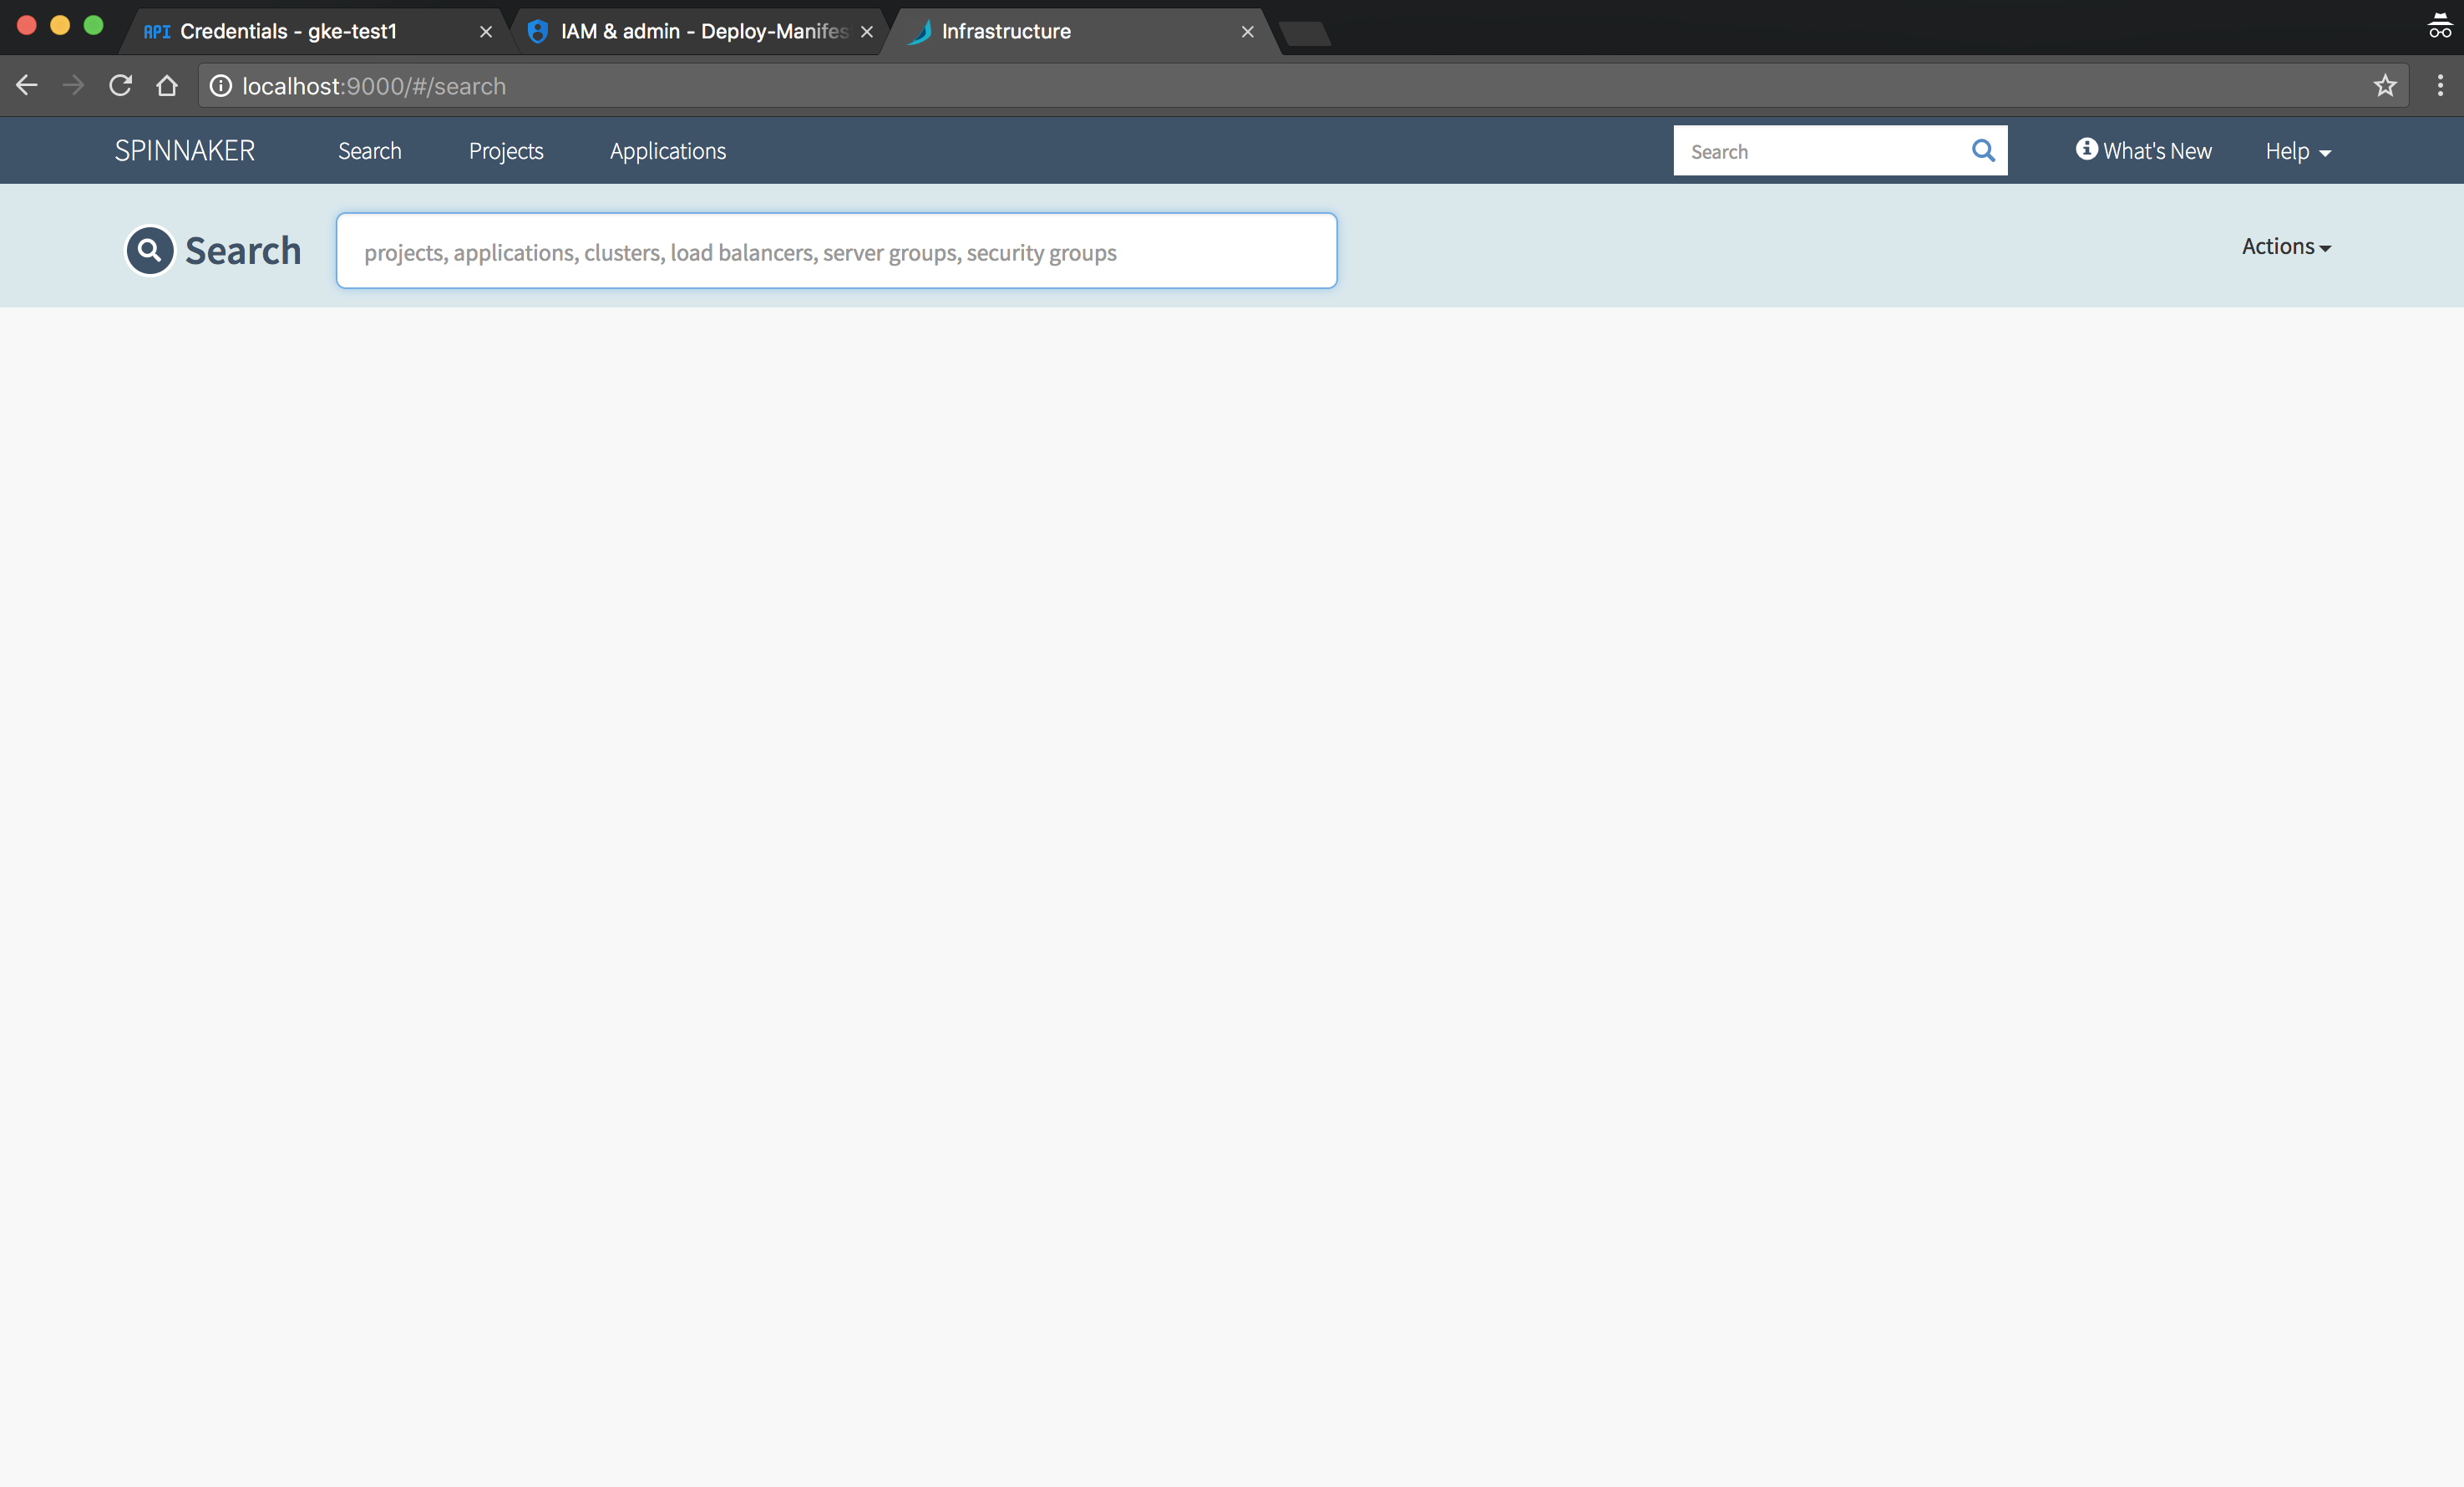 API Credentials - gke-test1
IAM & admin - Deploy-Manifes
Infrastructure
localhost:9000/#/search
SPINNAKER Search Projects Applications Search What's New Help
Search projects, applications, clusters, load balancers, server groups, security groups Actions